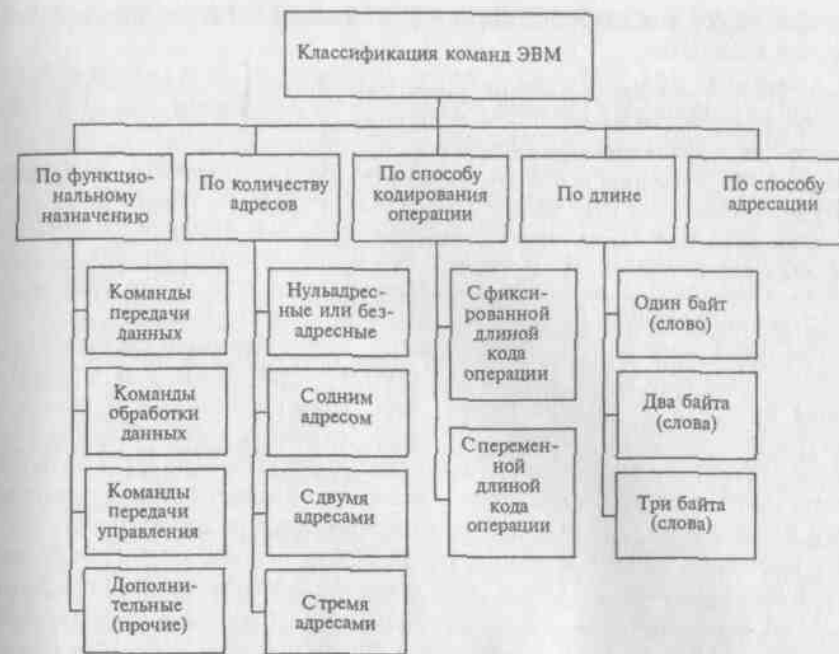 Классификация команд ЭВМ
По функцио-
нальному
назначению
По количеству
адресов
По способу
кодирования
операции
По длине
По способу
адресации
Команды
передачи
данных
Команды
обработки
данных
Команды
передачи
управления
Дополни-
тельные
(прочие)
Нульадрес-
ные или без-
адресные
С одним
адресом
С двумя
адресами
С тремя
адресами
С фикси-
рованной
длиной
кода
операции
С перемен-
ной
длиной
кода
операции
Один байт
(слово)
Два байта
(слова)
Три байта
(слова)